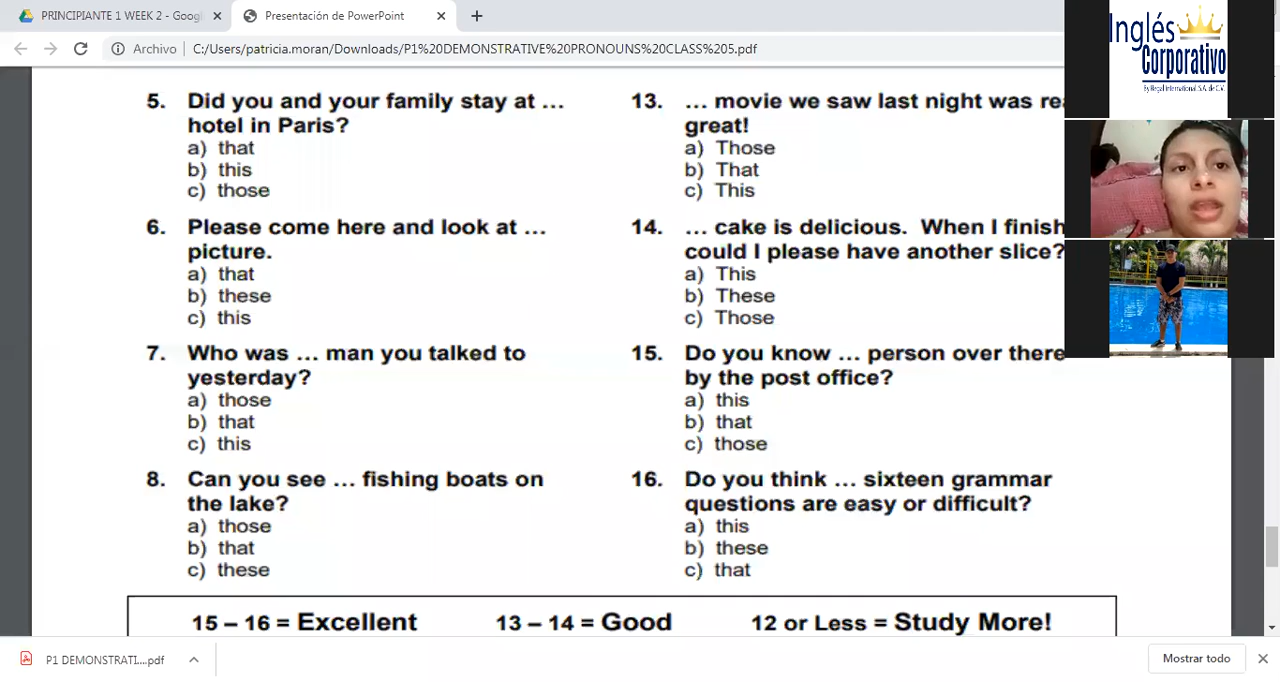 PRINCIPIANTE 1 WEEK 2 - Goog
Presentación de PowerPoint
Archivo
C:/Users/patricia.moran/Downloads/P1%20DEMONSTRATIVE%20PRONOUNS%20CLASS%205.pdf
5. Did you and your family stay at …
hotel in Paris?
a) that
b) this
c) those
6. Please come here and look at …
picture.
a) that
b) these
c) this
7. Who was … man you talked to
yesterday?
a) those
b) that
c) this
8. Can you see … fishing boats on
the lake?
a) those
b) that
c) these
13. … movie we saw last night was rea
great!
a) Those
b) That
c) This
14. … cake is delicious. When I finish
could I please have another slice?
a) This
b) These
c) Those
15. Do you know … person over there
by the post office?
a) this
b) that
c) those
16. Do you think … sixteen grammar
questions are easy or difficult?
a) this
b) these
c) that
15 – 16 = Excellent
13 – 14 = Good
12 or Less = Study More!
Inglés
Corporativo
By Regal International S.A. de C.V.
P1 DEMONSTRATI....pdf
Mostrar todo